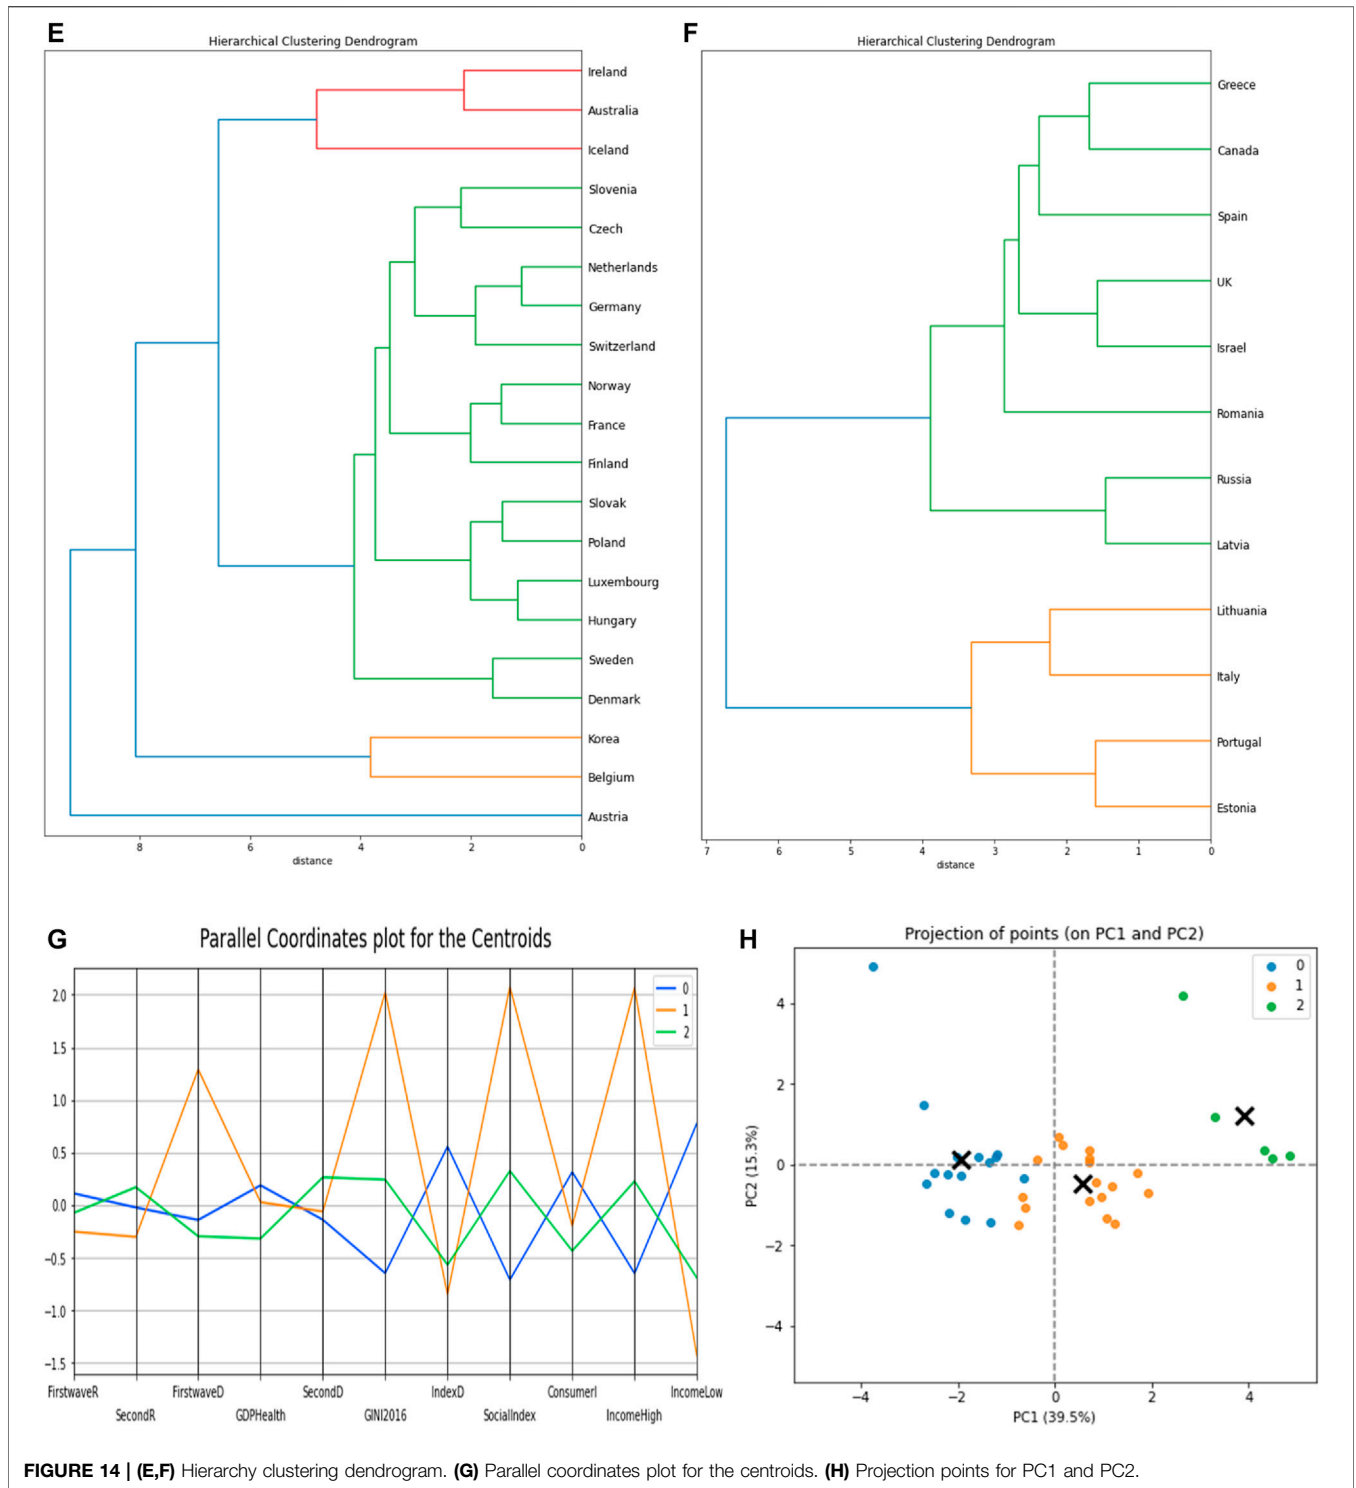 E
Hierarchical Clustering Dendrogram
Ireland
Australia
Iceland
Slovenia
Czech
Netherlands
Germany
Switzerland
Norway
France
Finland
Slovak
Poland
Luxembourg
Hungary
Sweden
Denmark
Korea
Belgium
Austria
8 6 4 2 0
distance
F
Hierarchical Clustering Dendrogram
Greece
Canada
Spain
UK
Israel
Romania
Russia
Latvia
Lithuania
Italy
Portugal
Estonia
7 6 5 4 3 2 1 0
distance
G
Parallel Coordinates plot for the Centroids
0
1
2
2.0
1.5
1.0
0.5
0.0
−0.5
−1.0
−1.5
FirstwaveR FirstwaveD SecondD IndexD ConsumerI IncomeLow
SecondR GDPHealth GINI2016 SocialIndex IncomeHigh
H
Projection of points (on PC1 and PC2)
0
1
2
4
2
0
−2
−4
PC2 (15.3%)
−4 −2 0 2 4
PC1 (39.5%)
FIGURE 14 | (E,F) Hierarchy clustering dendrogram. (G) Parallel coordinates plot for the centroids. (H) Projection points for PC1 and PC2.